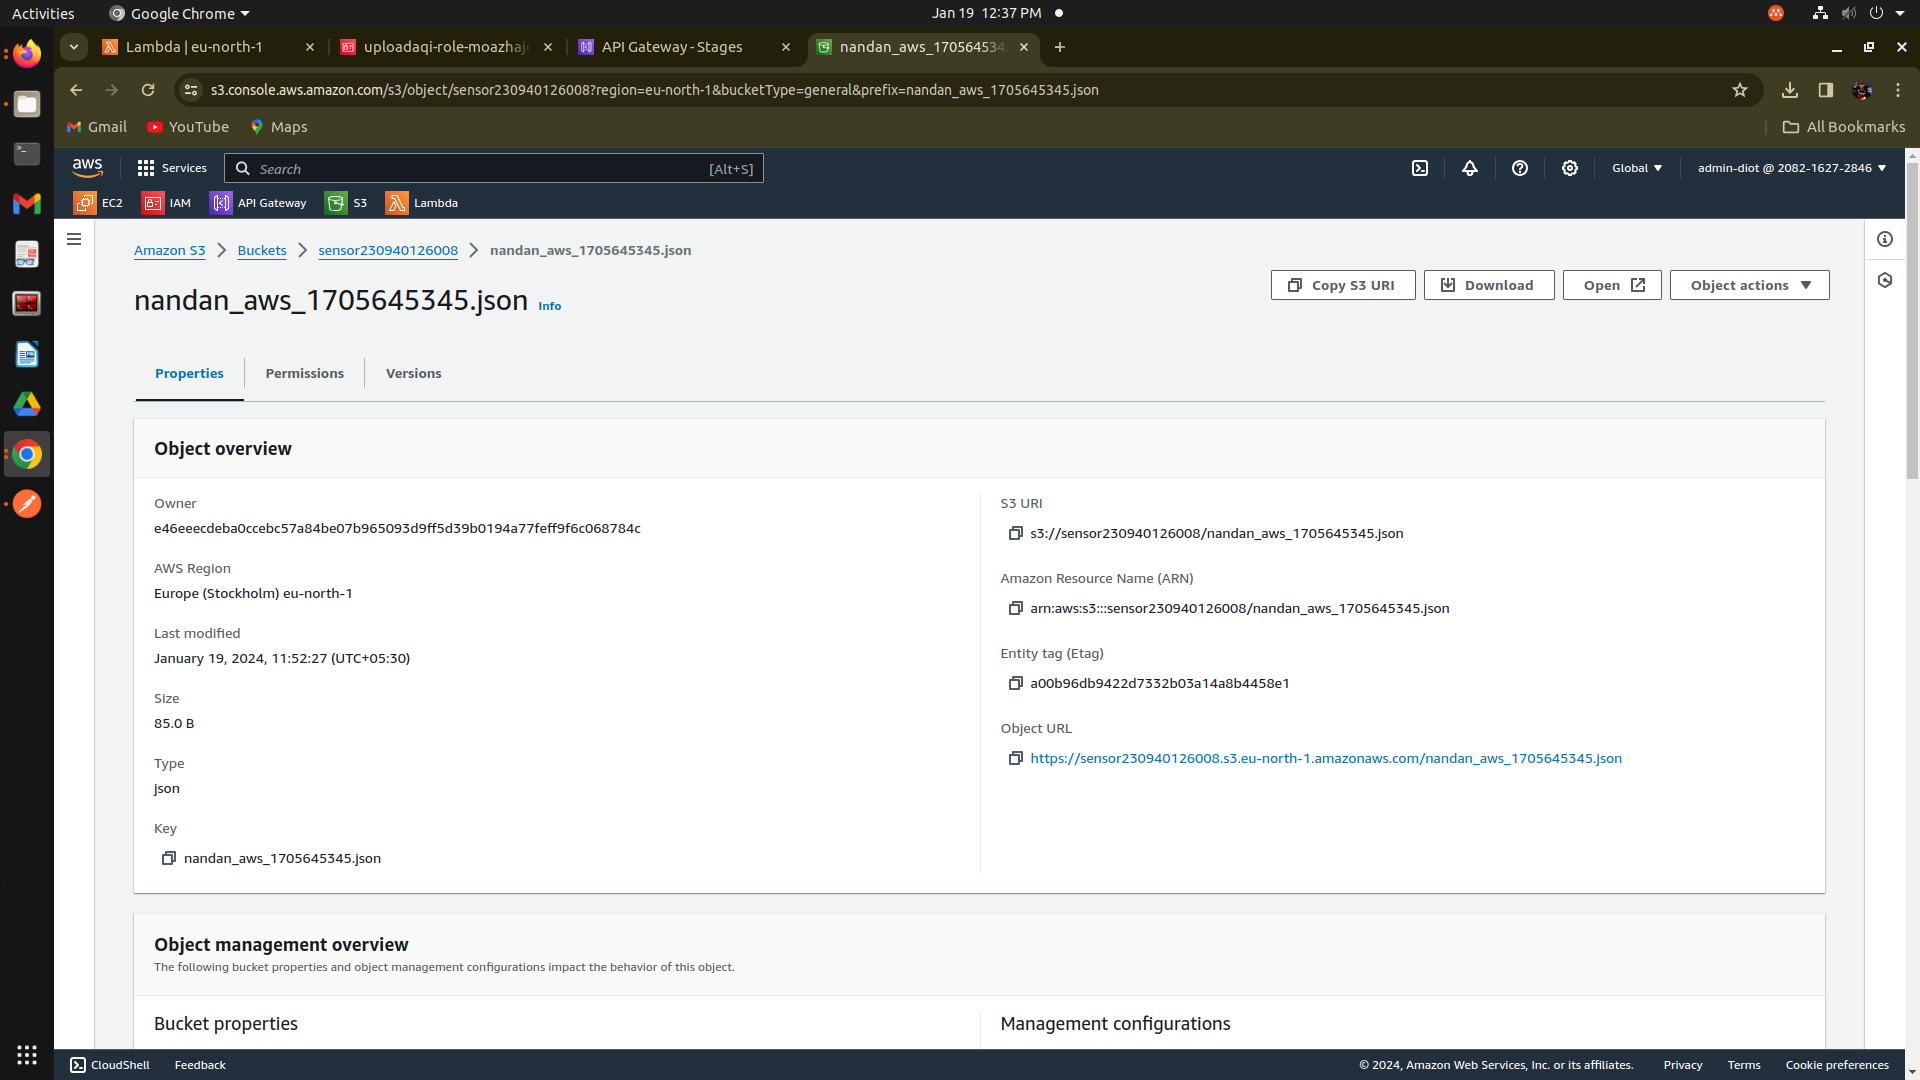 Activities Google Chrome Jan 19 12:37 PM
Lambda | eu-north-1 uploadaqi-role-moazhaj API Gateway - Stages nandan_aws_170564534
s3.console.aws.amazon.com/s3/object/sensor230940126008?region=eu-north-1&bucketType=general&prefix=nandan_aws_1705645345.json
Gmail YouTube Maps All Bookmarks
aws Services Search [Alt+S] Global admin-diot @ 2082-1627-2846
EC2 IAM API Gateway S3 Lambda
Amazon S3 Buckets sensor230940126008 nandan_aws_1705645345.json
nandan_aws_1705645345.json Info Copy S3 URI Download Open Object actions
Properties Permissions Versions
Object overview
Owner
e46eeecdeba0ccebc57a84be07b965093d9ff5d39b0194a77feff9f6c068784c
AWS Region
Europe (Stockholm) eu-north-1
Last modified
January 19, 2024, 11:52:27 (UTC+05:30)
Size
85.0 B
Type
json
Key
nandan_aws_1705645345.json
S3 URI
s3://sensor230940126008/nandan_aws_1705645345.json
Amazon Resource Name (ARN)
arn:aws:s3:::sensor230940126008/nandan_aws_1705645345.json
Entity tag (Etag)
a00b96db9422d7332b03a14a8b4458e1
Object URL
https://sensor230940126008.s3.eu-north-1.amazonaws.com/nandan_aws_1705645345.json
Object management overview
The following bucket properties and object management configurations impact the behavior of this object.
Bucket properties Management configurations
CloudShell Feedback © 2024, Amazon Web Services, Inc. or its affiliates. Privacy Terms Cookie preferences